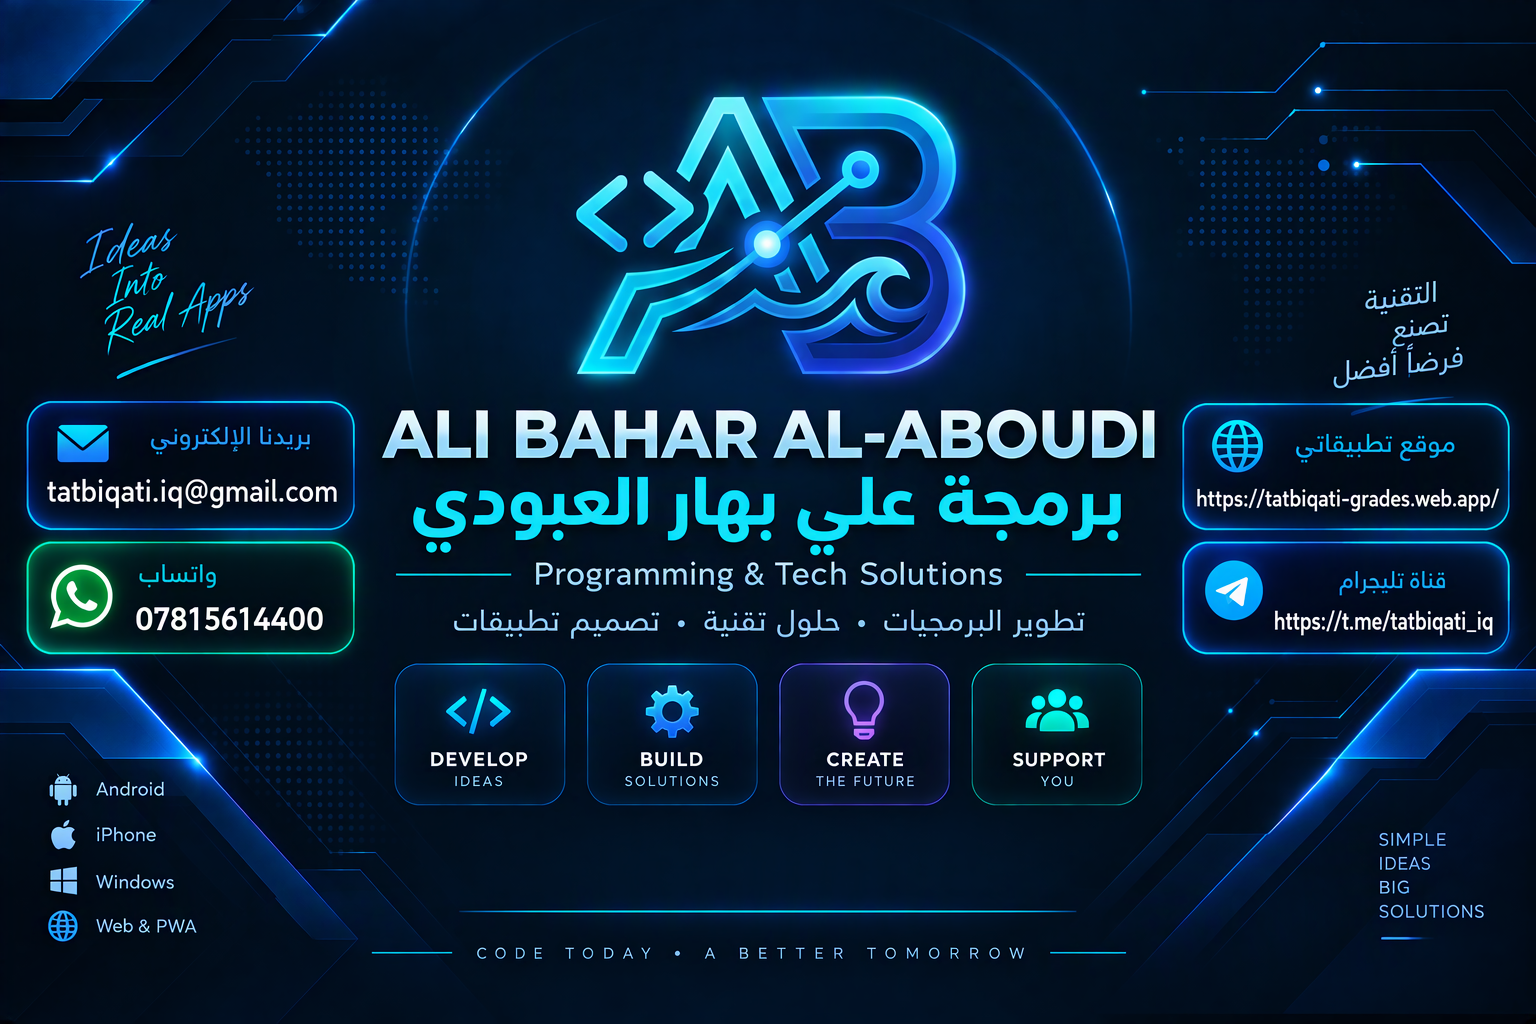 Ideas
Into
Real Apps
التقنية
تصنع
فرضاً أفضل
بريدنا الإلكتروني
tatbiqati.iq@gmail.com
واتساب
07815614400
AB
ALI BAHAR AL-ABOUDI
برمجة علي بهار العبودي
Programming & Tech Solutions
تطوير البرمجيات • حلول تقنية • تصميم تطبيقات
موقع تطبيقاتي
https://tatbiqati-grades.web.app/
قناة تليجرام
https://t.me/tatbiqati_iq
DEVELOP
IDEAS
BUILD
SOLUTIONS
CREATE
THE FUTURE
SUPPORT
YOU
Android
iPhone
Windows
Web & PWA
SIMPLE
IDEAS
BIG
SOLUTIONS
CODE TODAY • A BETTER TOMORROW